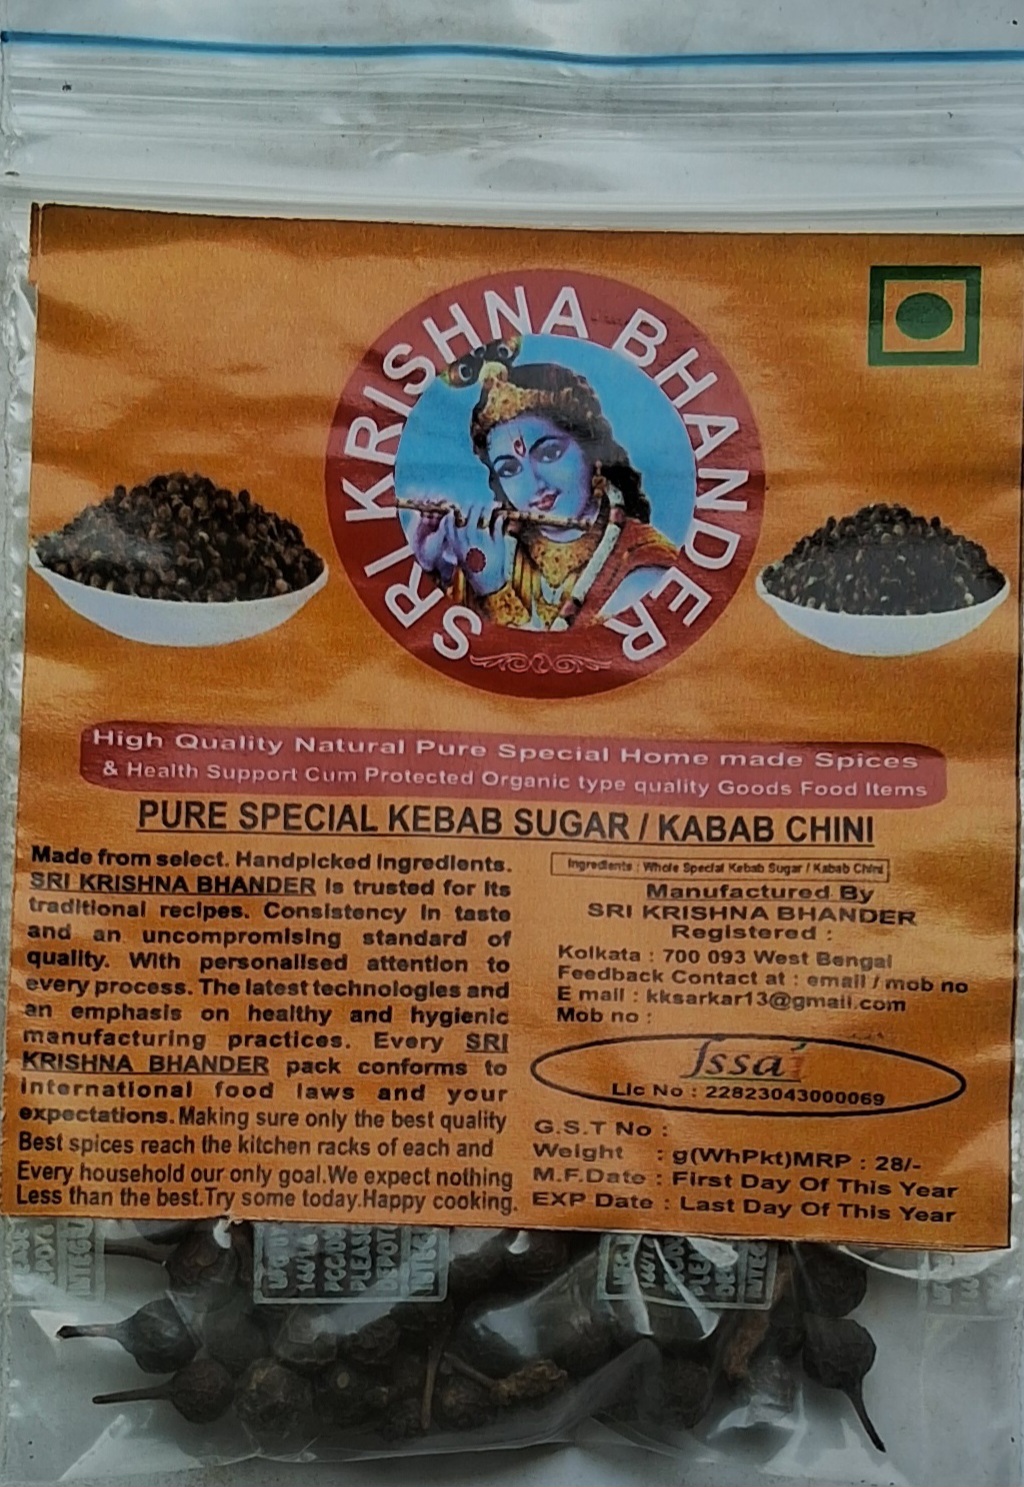 SRI KRISHNA BHANDER
High Quality Natural Pure Special Home made Spices
& Health Support Cum Protected Organic type quality Goods Food Items
PURE SPECIAL KEBAB SUGAR / KABAB CHINI
Made from select. Handpicked Ingredients.
SRI KRISHNA BHANDER is trusted for its
traditional recipes. Consistency in taste
and an uncompromising standard of
quality. With personalised attention to
every process. The latest technologies and
an emphasis on healthy and hygienic
manufacturing practices. Every SRI
KRISHNA BHANDER pack conforms to
international food laws and your
expectations. Making sure only the best quality
Best spices reach the kitchen racks of each and
Every household our only goal.We expect nothing
Less than the best.Try some today.Happy cooking.
Ingredients : Whole Special Kebab Sugar / Kabab Chini
Manufactured By
SRI KRISHNA BHANDER
Registered :
Kolkata : 700 093 West Bengal
Feedback Contact at : email / mob no
E mail : kksarkar13@gmail.com
Mob no :
fssai
Lic No : 22823043000069
G.S.T No :
Weight : g(WhPkt)MRP : 28/-
M.F.Date : First Day Of This Year
EXP Date : Last Day Of This Year